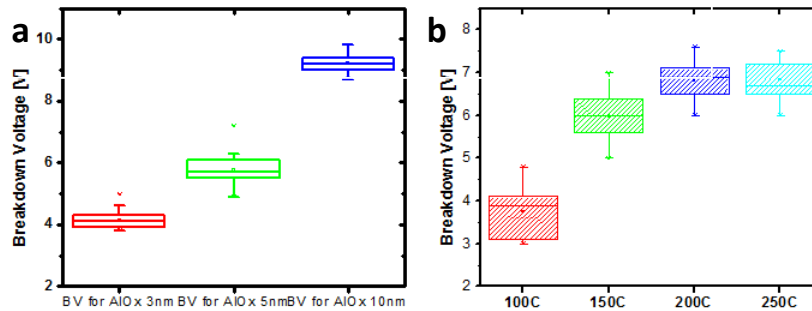 a
Breakdown Voltage [V]
10
8
6
4
2
BV for AlOx 3nm BV for AlOx 5nm BV for AlOx 10nm
b
Breakdown Voltage [V]
8
7
6
5
4
3
2
100C 150C 200C 250C